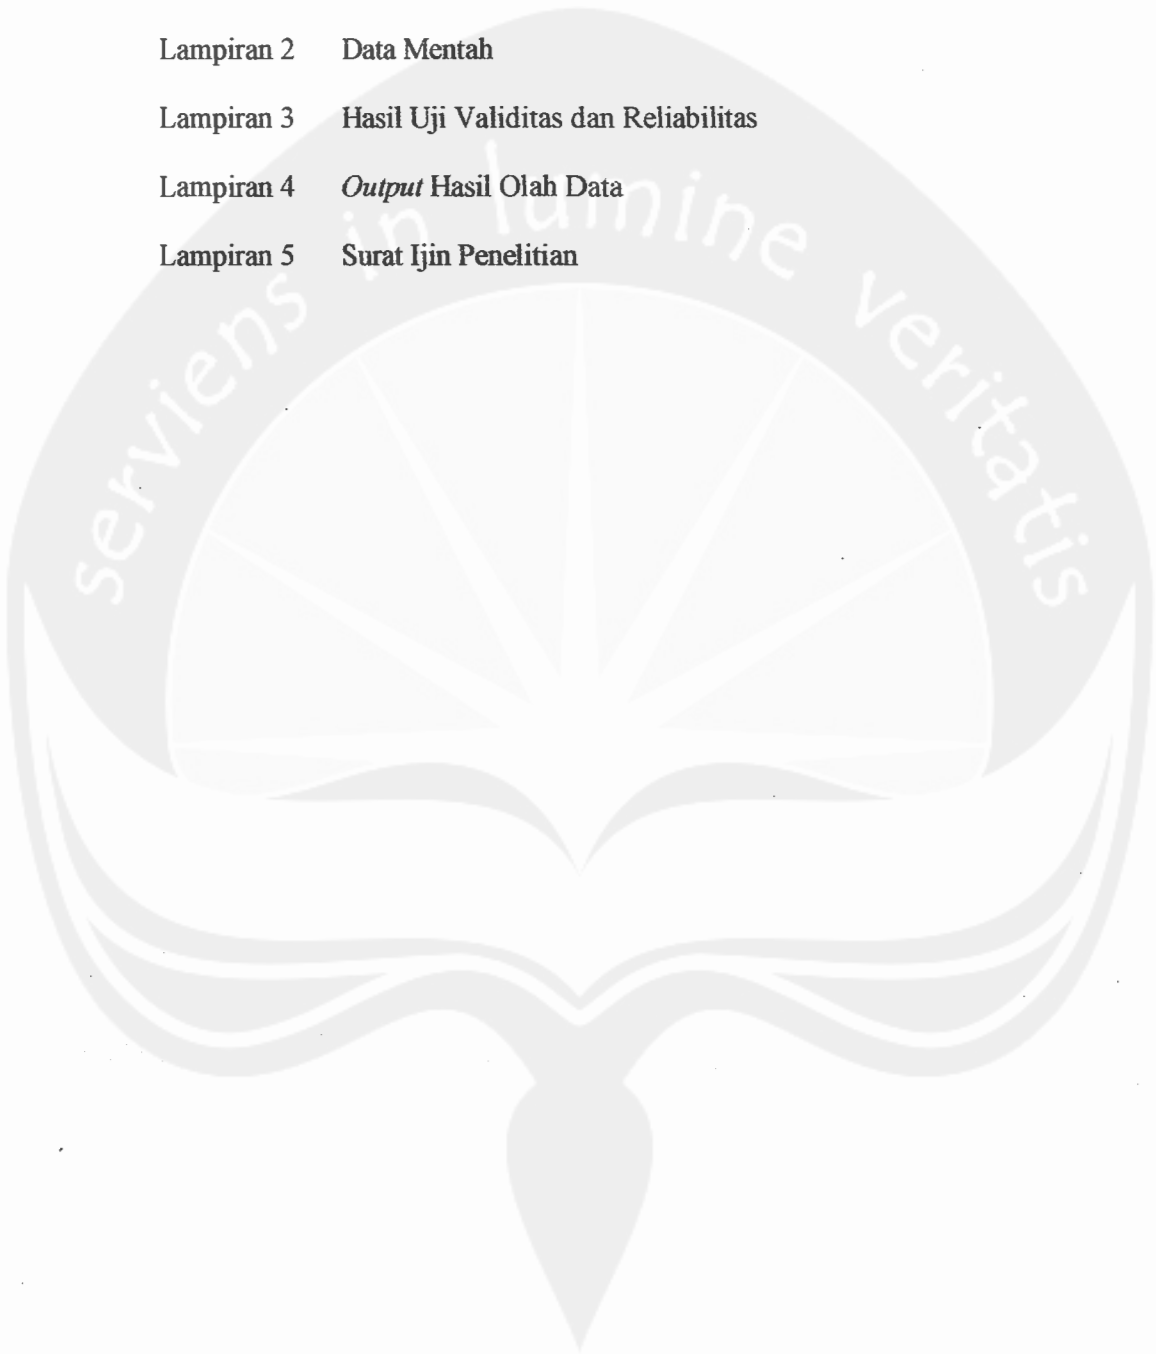 Lampiran 2 Data Mentah
Lampiran 3 Hasil Uji Validitas dan Reliabilitas
Lampiran 4 Output Hasil Olah Data
Lampiran 5 Surat Ijin Penelitian
serviens in lumine veritatis